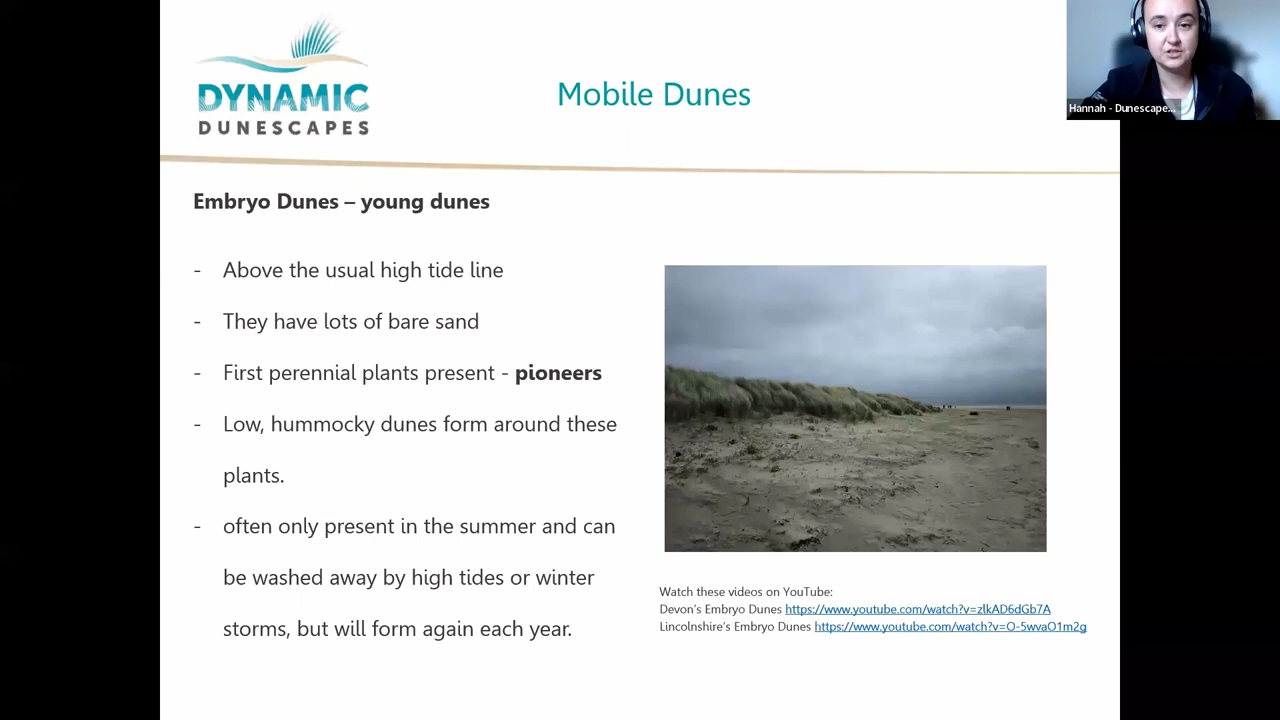 DYNAMIC
DUNESCAPES
Mobile Dunes
Hannah - Dunescape...
Embryo Dunes – young dunes
- Above the usual high tide line
- They have lots of bare sand
- First perennial plants present - pioneers
- Low, hummocky dunes form around these
plants.
- often only present in the summer and can
be washed away by high tides or winter
storms, but will form again each year.
Watch these videos on YouTube:
Devon's Embryo Dunes https://www.youtube.com/watch?v=zlkAD6dGb7A
Lincolnshire's Embryo Dunes https://www.youtube.com/watch?v=O-5wvaO1m2g